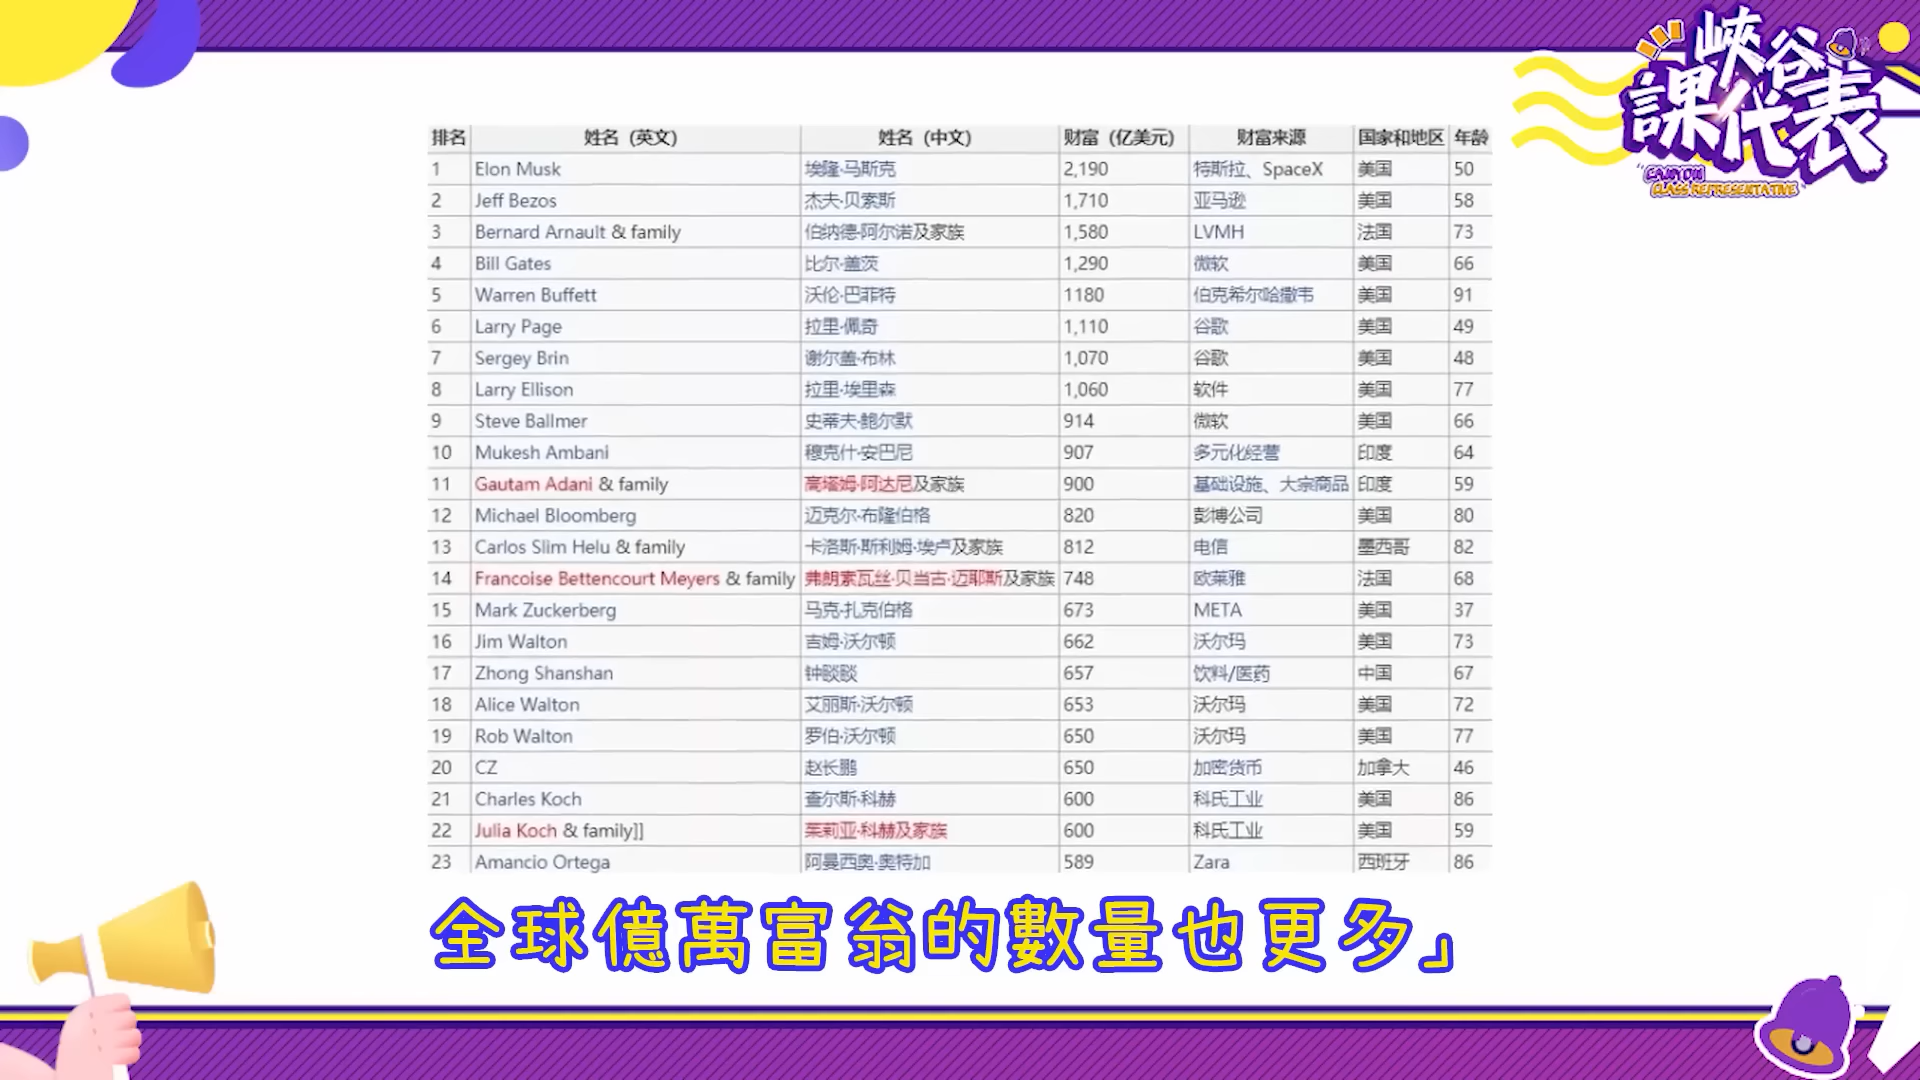 峽谷
課代表
CANYON
CLASS REPRESENTATIVE
排名 姓名（英文） 姓名（中文） 财富（亿美元） 财富来源 国家和地区 年龄
1 Elon Musk 埃隆·马斯克 2,190 特斯拉、SpaceX 美国 50
2 Jeff Bezos 杰夫·贝索斯 1,710 亚马逊 美国 58
3 Bernard Arnault & family 伯纳德·阿尔诺及家族 1,580 LVMH 法国 73
4 Bill Gates 比尔·盖茨 1,290 微软 美国 66
5 Warren Buffett 沃伦·巴菲特 1180 伯克希尔哈撒韦 美国 91
6 Larry Page 拉里·佩奇 1,110 谷歌 美国 49
7 Sergey Brin 谢尔盖·布林 1,070 谷歌 美国 48
8 Larry Ellison 拉里·埃里森 1,060 软件 美国 77
9 Steve Ballmer 史蒂夫·鲍尔默 914 微软 美国 66
10 Mukesh Ambani 穆克什·安巴尼 907 多元化经营 印度 64
11 Gautam Adani & family 高塔姆·阿达尼及家族 900 基础设施、大宗商品 印度 59
12 Michael Bloomberg 迈克尔·布隆伯格 820 彭博公司 美国 80
13 Carlos Slim Helu & family 卡洛斯·斯利姆·埃卢及家族 812 电信 墨西哥 82
14 Francoise Bettencourt Meyers & family 弗朗索瓦丝·贝当古·迈耶斯及家族 748 欧莱雅 法国 68
15 Mark Zuckerberg 马克·扎克伯格 673 META 美国 37
16 Jim Walton 吉姆·沃尔顿 662 沃尔玛 美国 73
17 Zhong Shanshan 钟睒睒 657 饮料/医药 中国 67
18 Alice Walton 艾丽斯·沃尔顿 653 沃尔玛 美国 72
19 Rob Walton 罗伯·沃尔顿 650 沃尔玛 美国 77
20 CZ 赵长鹏 650 加密货币 加拿大 46
21 Charles Koch 查尔斯·科赫 600 科氏工业 美国 86
22 Julia Koch & family]] 茱莉亚·科赫及家族 600 科氏工业 美国 59
23 Amancio Ortega 阿曼西奥·奥特加 589 Zara 西班牙 86
全球億萬富翁的數量也更多」